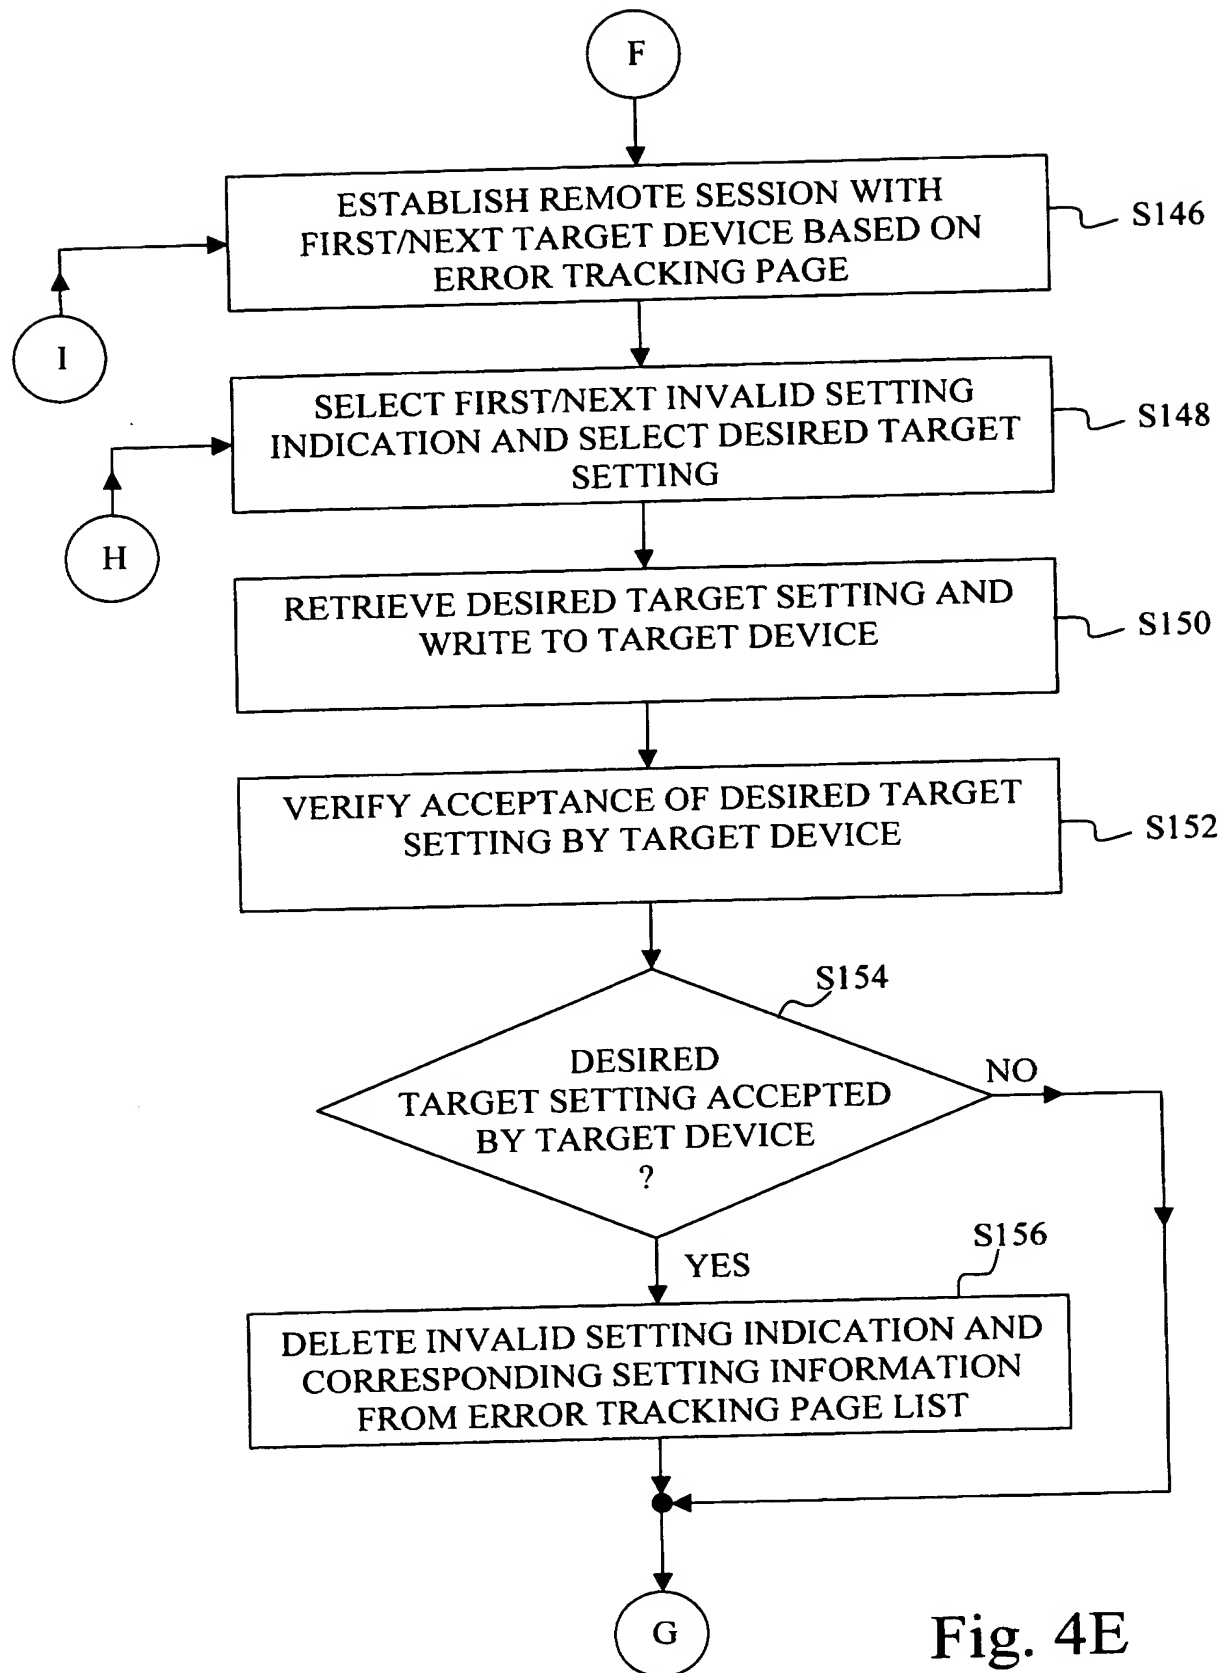 F
ESTABLISH REMOTE SESSION WITH
FIRST/NEXT TARGET DEVICE BASED ON
ERROR TRACKING PAGE
S146
I
SELECT FIRST/NEXT INVALID SETTING
INDICATION AND SELECT DESIRED TARGET
SETTING
S148
H
RETRIEVE DESIRED TARGET SETTING AND
WRITE TO TARGET DEVICE
S150
VERIFY ACCEPTANCE OF DESIRED TARGET
SETTING BY TARGET DEVICE
S152
S154
DESIRED
TARGET SETTING ACCEPTED
BY TARGET DEVICE
?
NO
YES
S156
DELETE INVALID SETTING INDICATION AND
CORRESPONDING SETTING INFORMATION
FROM ERROR TRACKING PAGE LIST
G
Fig. 4E